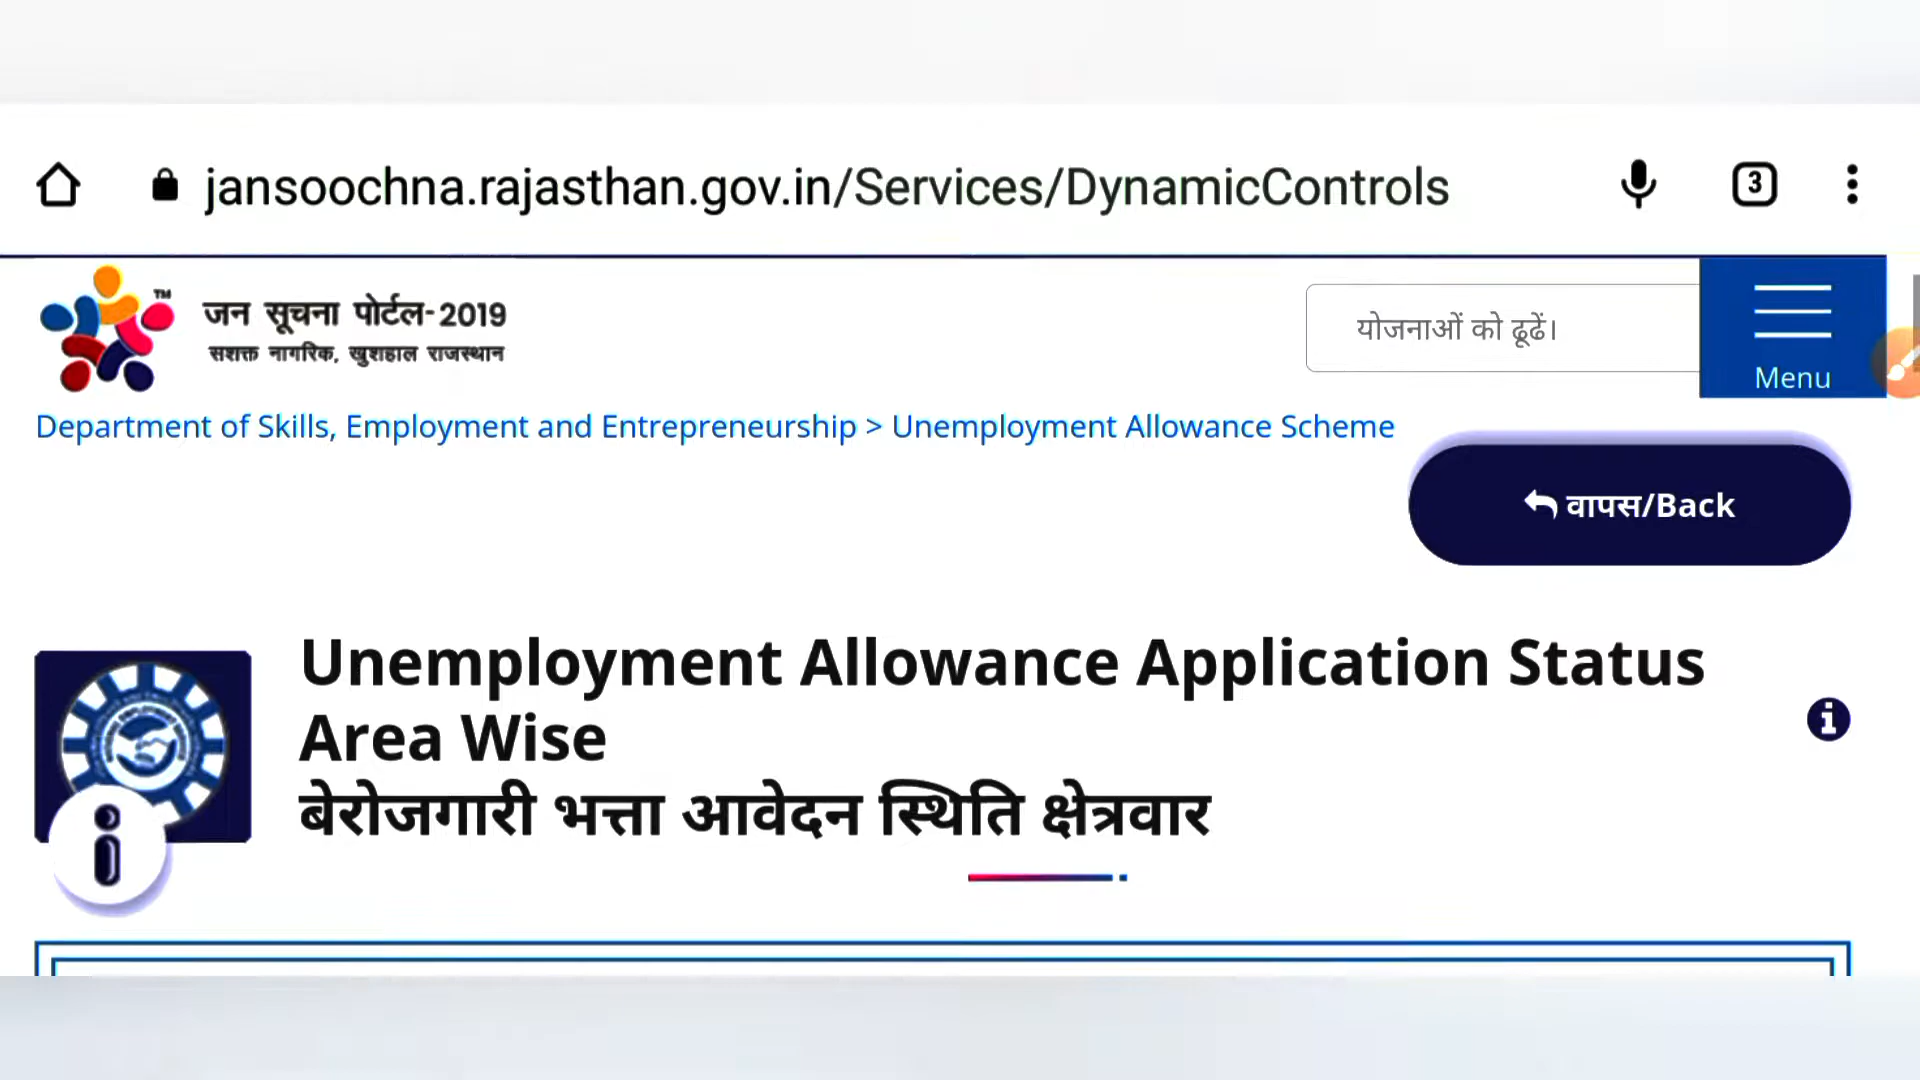 jansoochna.rajasthan.gov.in/Services/DynamicControls
3
TM
जन सूचना पोर्टल-2019
सशक्त नागरिक, खुशहाल राजस्थान
योजनाओं को ढूढें।
Menu
Department of Skills, Employment and Entrepreneurship > Unemployment Allowance Scheme
वापस/Back
Unemployment Allowance Application Status
Area Wise
बेरोजगारी भत्ता आवेदन स्थिति क्षेत्रवार